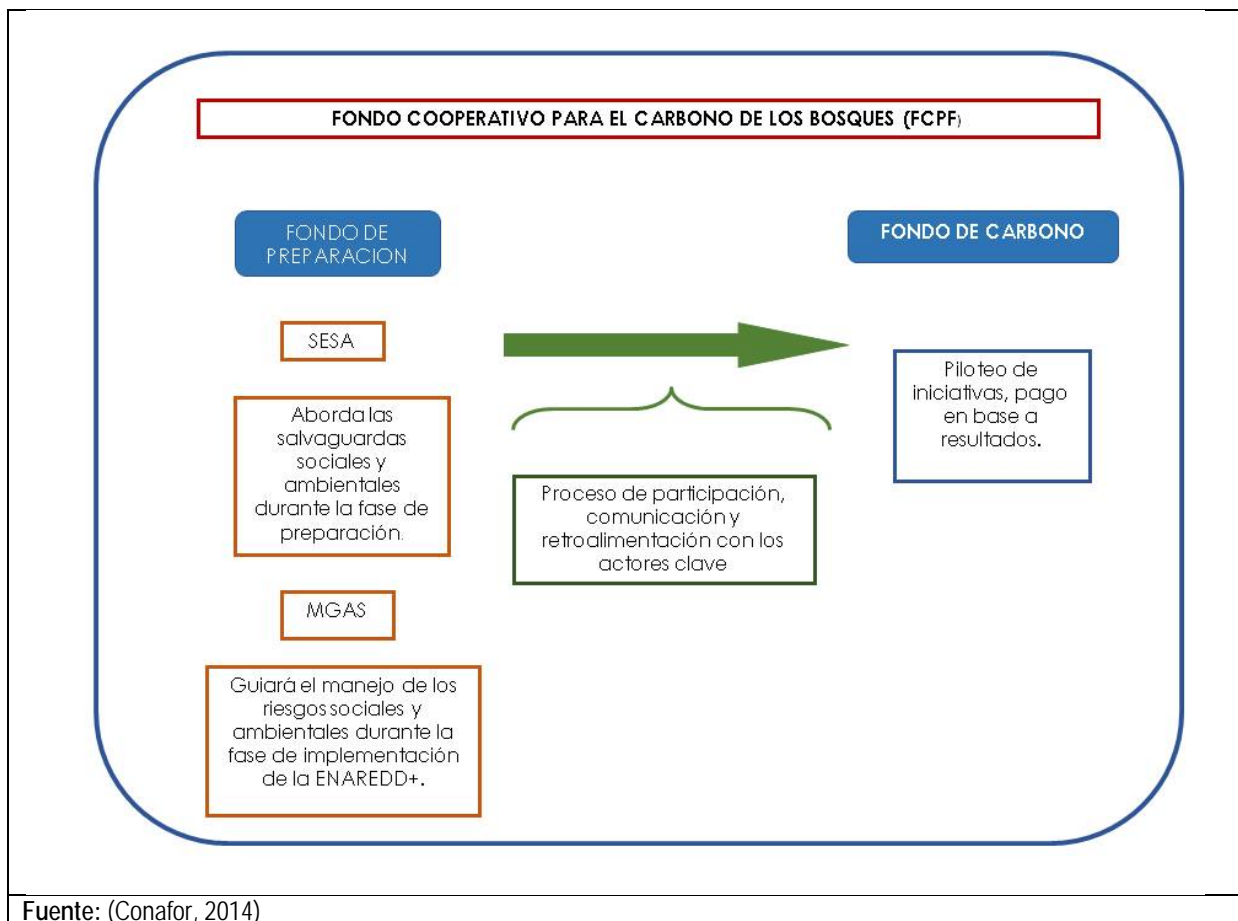 FONDO COOPERATIVO PARA EL CARBONO DE LOS BOSQUES (FCPF)
FONDO DE
PREPARACION
SESA
Aborda las
salvaguardas
sociales y
ambientales
durante la fase de
preparación.
MGAS
Guiará el manejo de los
riesgos sociales y
ambientales durante la
fase de implementación
de la ENAREDD+.
Proceso de participación,
comunicación y
retroalimentación con los
actores clave
FONDO DE CARBONO
Piloteo de
iniciativas, pago
en base a
resultados.
Fuente: (Conafor, 2014)